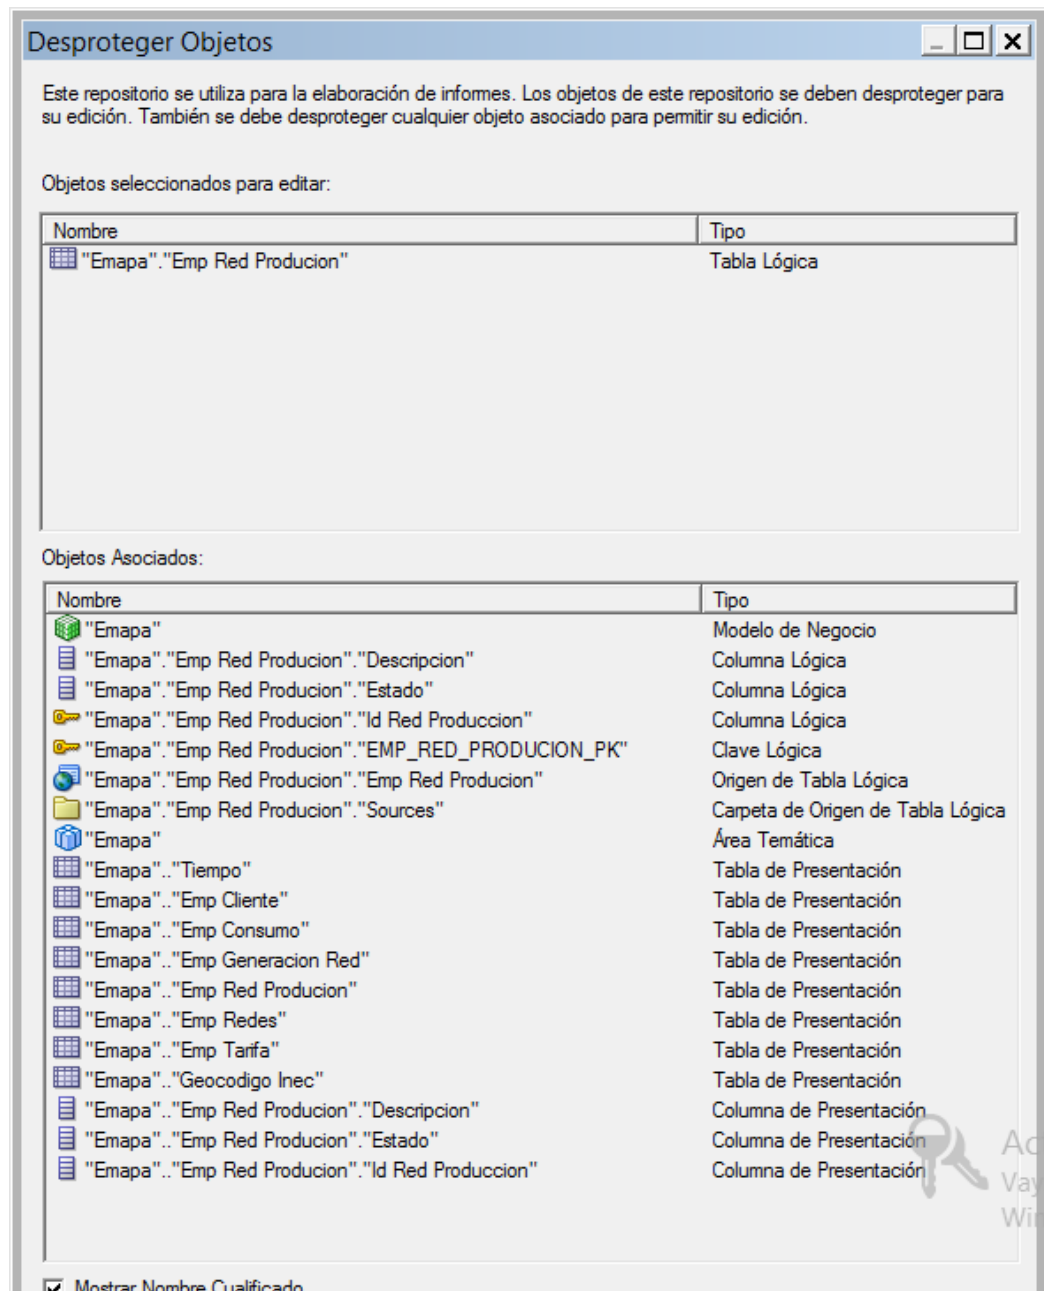 Desproteger Objetos
Este repositorio se utiliza para la elaboración de informes. Los objetos de este repositorio se deben desproteger para
su edición. También se debe desproteger cualquier objeto asociado para permitir su edición.
Objetos seleccionados para editar:
Nombre Tipo
"Emapa"."Emp Red Producion" Tabla Lógica
Objetos Asociados:
Nombre Tipo
"Emapa" Modelo de Negocio
"Emapa"."Emp Red Producion"."Descripcion" Columna Lógica
"Emapa"."Emp Red Producion"."Estado" Columna Lógica
"Emapa"."Emp Red Producion"."Id Red Produccion" Columna Lógica
"Emapa"."Emp Red Producion"."EMP_RED_PRODUCION_PK" Clave Lógica
"Emapa"."Emp Red Producion"."Emp Red Producion" Origen de Tabla Lógica
"Emapa"."Emp Red Producion"."Sources" Carpeta de Origen de Tabla Lógica
"Emapa" Área Temática
"Emapa".."Tiempo" Tabla de Presentación
"Emapa".."Emp Cliente" Tabla de Presentación
"Emapa".."Emp Consumo" Tabla de Presentación
"Emapa".."Emp Generacion Red" Tabla de Presentación
"Emapa".."Emp Red Producion" Tabla de Presentación
"Emapa".."Emp Redes" Tabla de Presentación
"Emapa".."Emp Tarifa" Tabla de Presentación
"Emapa".."Geocodigo Inec" Tabla de Presentación
"Emapa".."Emp Red Producion"."Descripcion" Columna de Presentación
"Emapa".."Emp Red Producion"."Estado" Columna de Presentación
"Emapa".."Emp Red Producion"."Id Red Produccion" Columna de Presentación
Mostrar Nombre Cualificado